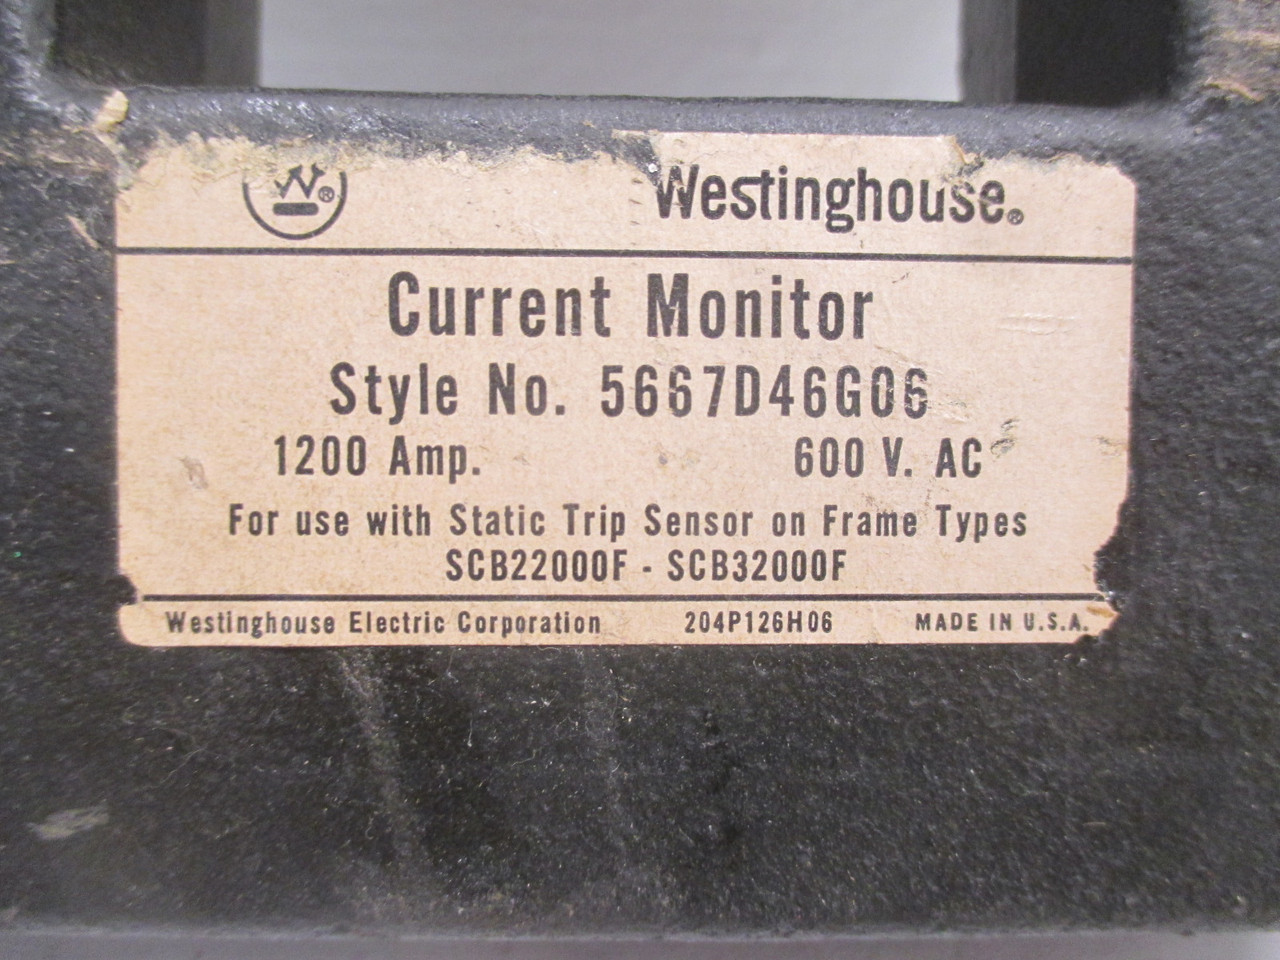 W®
Westinghouse®
Current Monitor
Style No. 5667D46G06
1200 Amp. 600 V. AC
For use with Static Trip Sensor on Frame Types
SCB22000F - SCB32000F
Westinghouse Electric Corporation 204P126H06 MADE IN U.S.A.